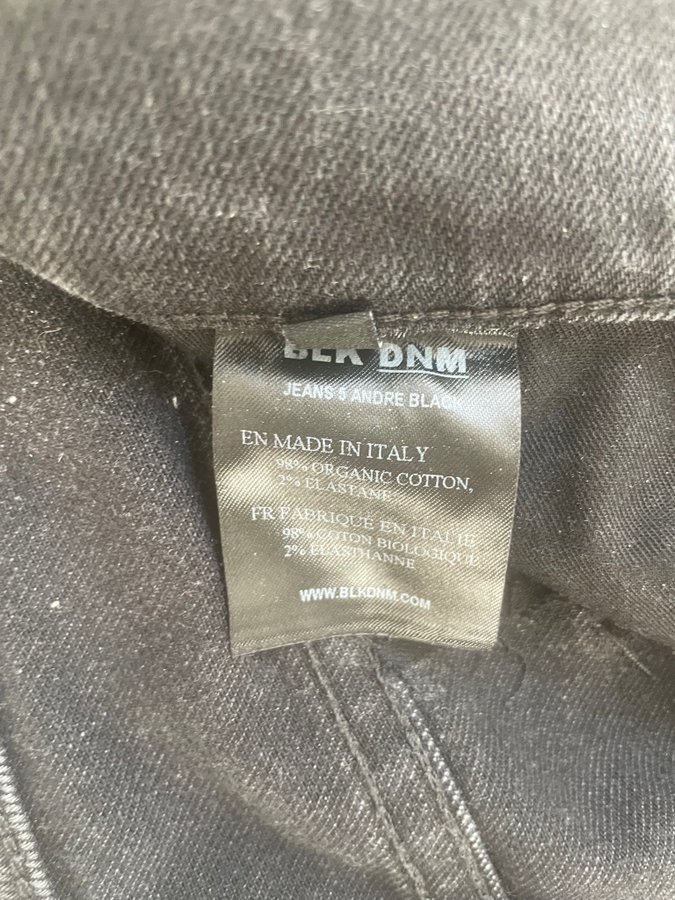 BLK DNM
JEANS 5 ANDRE BLACK
EN MADE IN ITALY
98% ORGANIC COTTON,
2% ELASTANE
FR FABRIQUÉ EN ITALIE
98% COTON BIOLOGIQUE
2% ELASTHANNE
WWW.BLKDNM.COM